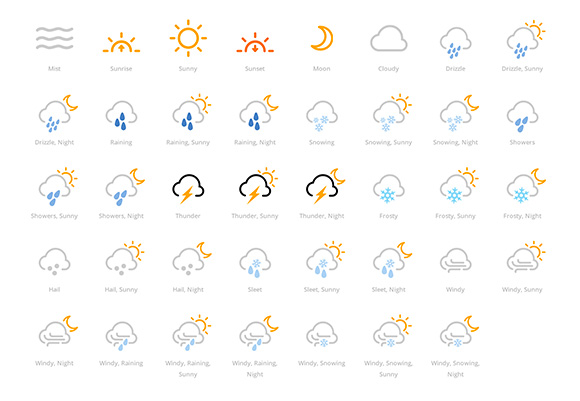 Mist
Sunrise
Sunny
Sunset
Moon
Cloudy
Drizzle
Drizzle, Sunny
Drizzle, Night
Raining
Raining, Sunny
Raining, Night
Snowing
Snowing, Sunny
Snowing, Night
Showers
Showers, Sunny
Showers, Night
Thunder
Thunder, Sunny
Thunder, Night
Frosty
Frosty, Sunny
Frosty, Night
Hail
Hail, Sunny
Hail, Night
Sleet
Sleet, Sunny
Sleet, Night
Windy
Windy, Sunny
Windy, Night
Windy, Raining
Windy, Raining,
Sunny
Windy, Raining,
Night
Windy, Snowing
Windy, Snowing,
Sunny
Windy, Snowing,
Night